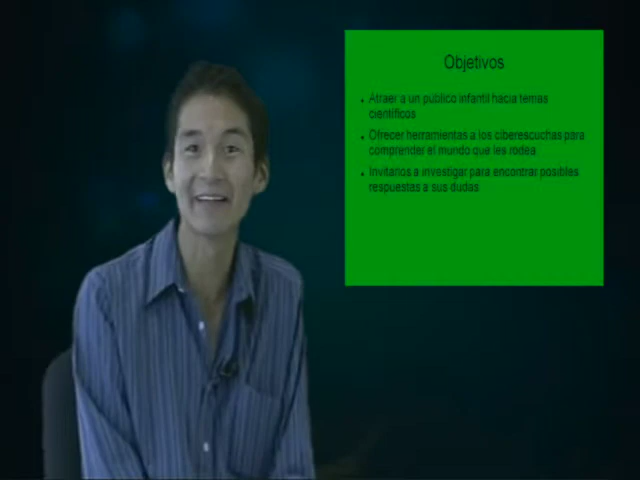 Objetivos
• Atraer a un público infantil hacia temas
científicos
• Ofrecer herramientas a los ciberescuchas para
comprender el mundo que les rodea
• Invitarlos a investigar para encontrar posibles
respuestas a sus dudas